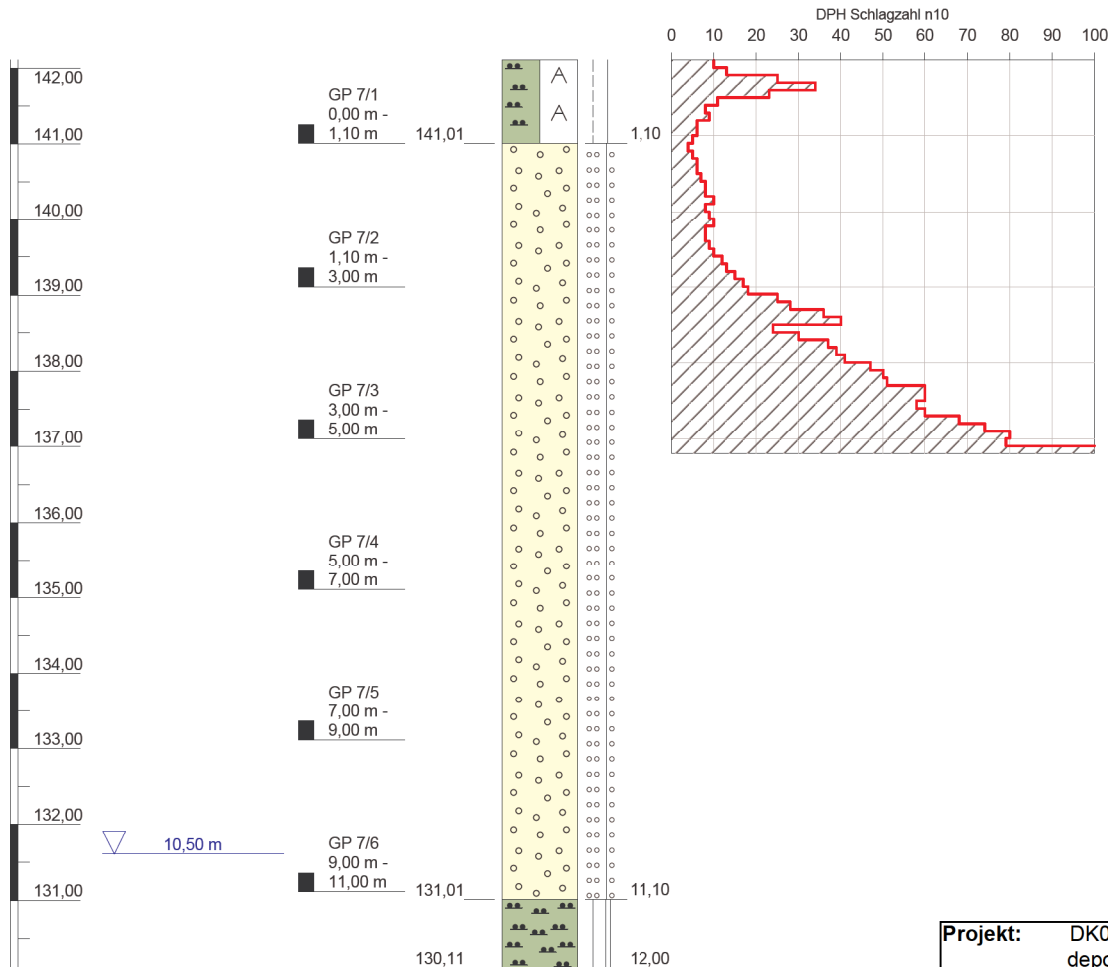 DPH Schlagzahl n10
0 10 20 30 40 50 60 70 80 90 100
142,00
GP 7/1
0,00 m -
1,10 m
141,00
141,01
1,10
140,00
GP 7/2
1,10 m -
3,00 m
139,00
138,00
GP 7/3
3,00 m -
5,00 m
137,00
136,00
GP 7/4
5,00 m -
7,00 m
135,00
134,00
GP 7/5
7,00 m -
9,00 m
133,00
132,00
10,50 m
GP 7/6
9,00 m -
11,00 m
131,00
131,01
11,10
130,11
12,00
Projekt: DK0
depo